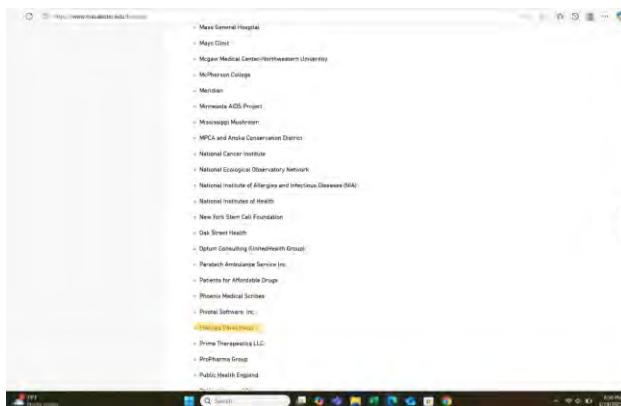 Mass General Hospital
Mayo Clinic
Mcgaw Medical Center-Northwestern University
McPherson College
Meridian
Minnesota AIDS Project
Mississippi Mushroom
MPCA and Anoka Conservation District
National Cancer Institute
National Ecological Observatory Network
National Institute of Allergies and Infectious Diseases (NIA)
National Institutes of Health
New York Stem Cell Foundation
Oak Street Health
Optum Consulting (UnitedHealth Group)
Paratech Ambulance Service Inc.
Patients for Affordable Drugs
Phoenix Medical Scribes
Pivotal Software, Inc.
Prime Therapeutics LLC
ProPharma Group
Public Health England
Search